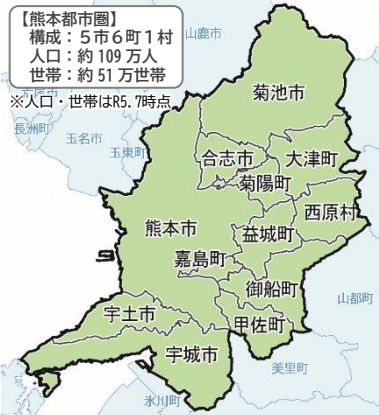 【熊本都市圏】
構成：５市６町１村
人口：約 109 万人
世帯：約 51 万世帯
※人口・世帯はR5.7時点
山鹿市
菊池市
長洲町
玉名市
玉東町
合志市
大津町
菊陽町
西原村
熊本市
益城町
嘉島町
御船町
山都町
宇土市
甲佐町
宇城市
美里町
氷川町